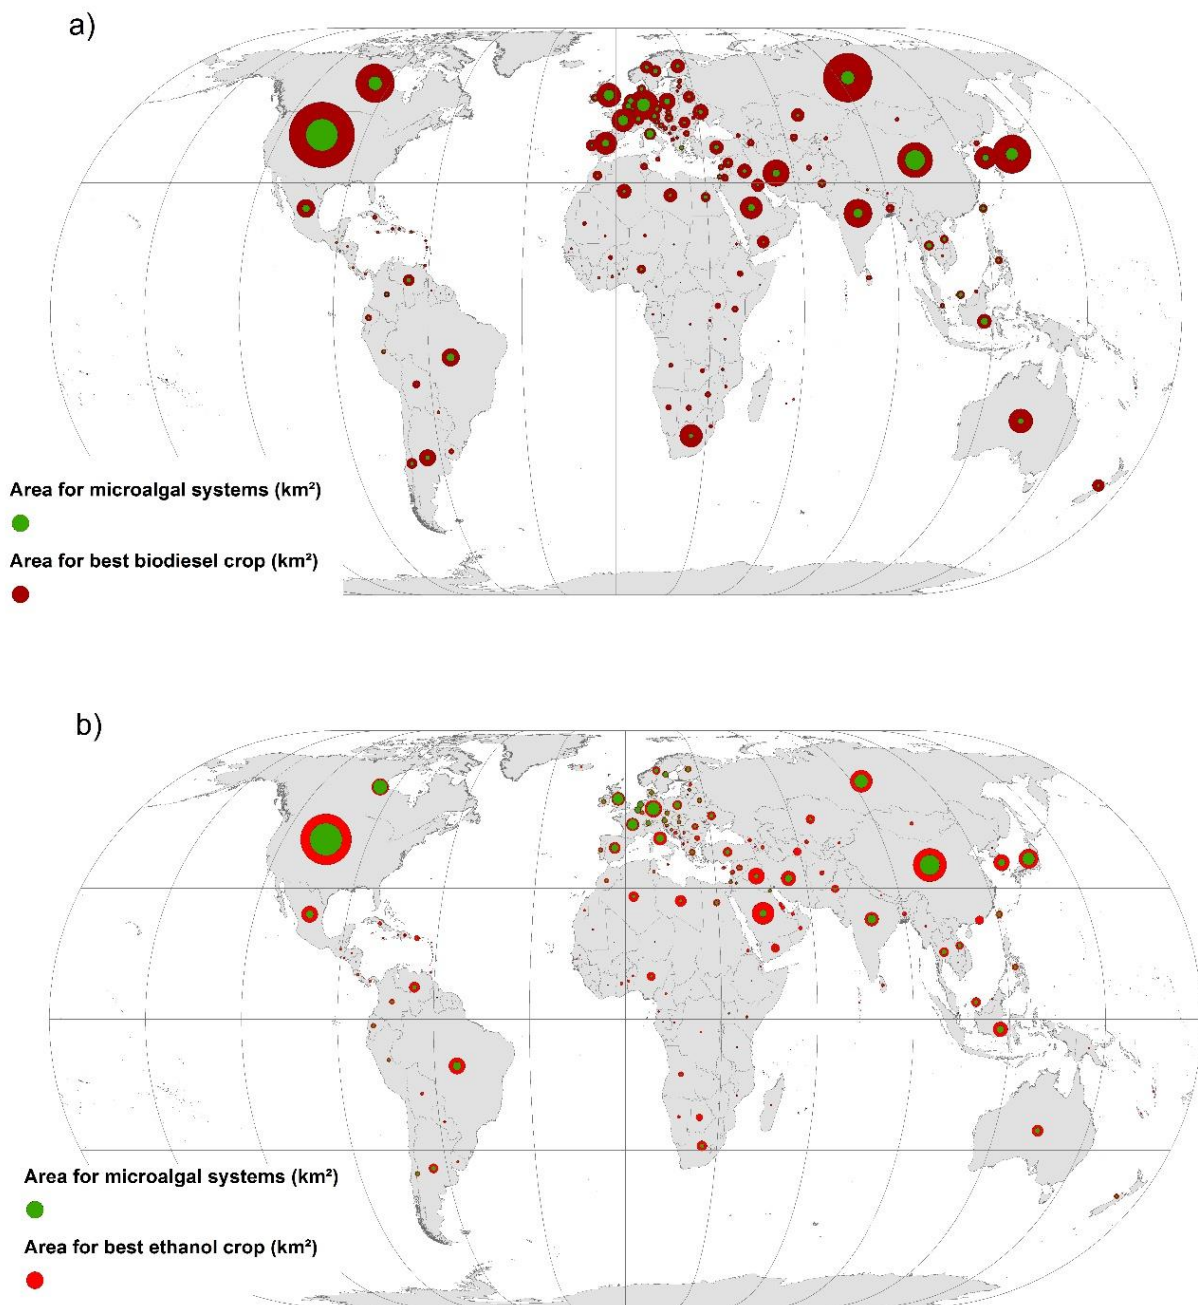 a)
Area for microalgal systems (km²)
Area for best biodiesel crop (km²)
b)
Area for microalgal systems (km²)
Area for best ethanol crop (km²)